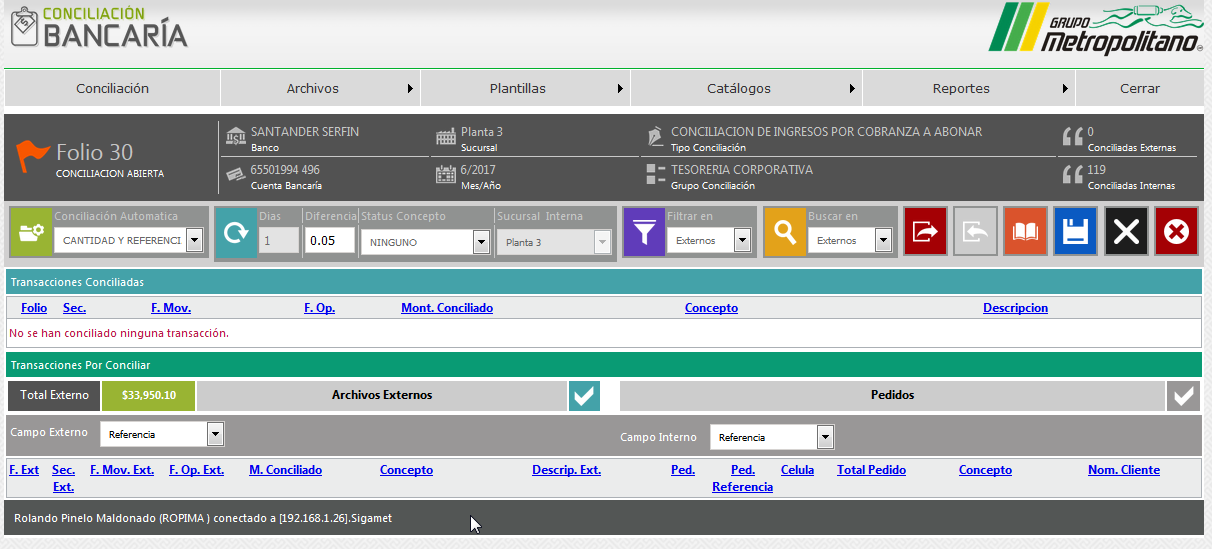 CONCILIACIÓN
BANCARÍA
GRUPO
metropolitano
Conciliación
Archivos
Plantillas
Catálogos
Reportes
Cerrar
Folio 30
CONCILIACION ABIERTA
SANTANDER SERFIN
Banco
Planta 3
Sucursal
CONCILIACION DE INGRESOS POR COBRANZA A ABONAR
Tipo Conciliación
0
Conciliadas Externas
65501994 496
Cuenta Bancaría
6/2017
Mes/Año
TESORERIA CORPORATIVA
Grupo Conciliación
119
Conciliadas Internas
Conciliación Automatica
CANTIDAD Y REFERENCI
Dias
1
Diferencia
0.05
Status Concepto
NINGUNO
Sucursal Interna
Planta 3
Filtrar en
Externos
Buscar en
Externos
Transacciones Conciliadas
Folio Sec. F. Mov. F. Op. Mont. Conciliado Concepto Descripcion
No se han conciliado ninguna transacción.
Transacciones Por Conciliar
Total Externo $33,950.10 Archivos Externos Pedidos
Campo Externo Referencia
Campo Interno Referencia
F. Ext Sec. Ext. F. Mov. Ext. F. Op. Ext. M. Conciliado Concepto Descrip. Ext. Ped. Ped. Referencia Celula Total Pedido Concepto Nom. Cliente
Rolando Pinelo Maldonado (ROPIMA ) conectado a [192.168.1.26].Sigamet